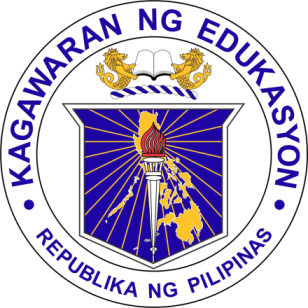 KAGAWARAN NG EDUKASYON
REPUBLIKA NG PILIPINAS